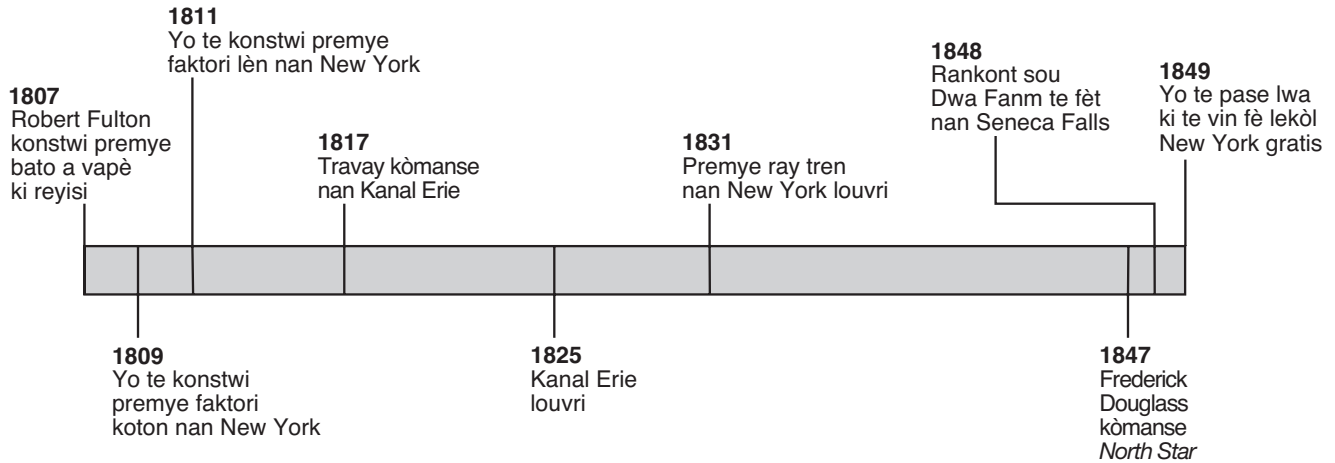 1807
Robert Fulton
konstwi premye
bato a vapè
ki reyisi
1811
Yo te konstwi premye
faktori lèn nan New York
1817
Travay kòmanse
nan Kanal Erie
1831
Premye ray tren
nan New York louvri
1848
Rankont sou
Dwa Fanm te fèt
nan Seneca Falls
1849
Yo te pase lwa
ki te vin fè lekòl
New York gratis
1809
Yo te konstwi
premye faktori
koton nan New York
1825
Kanal Erie
louvri
1847
Frederick
Douglass
kòmanse
North Star